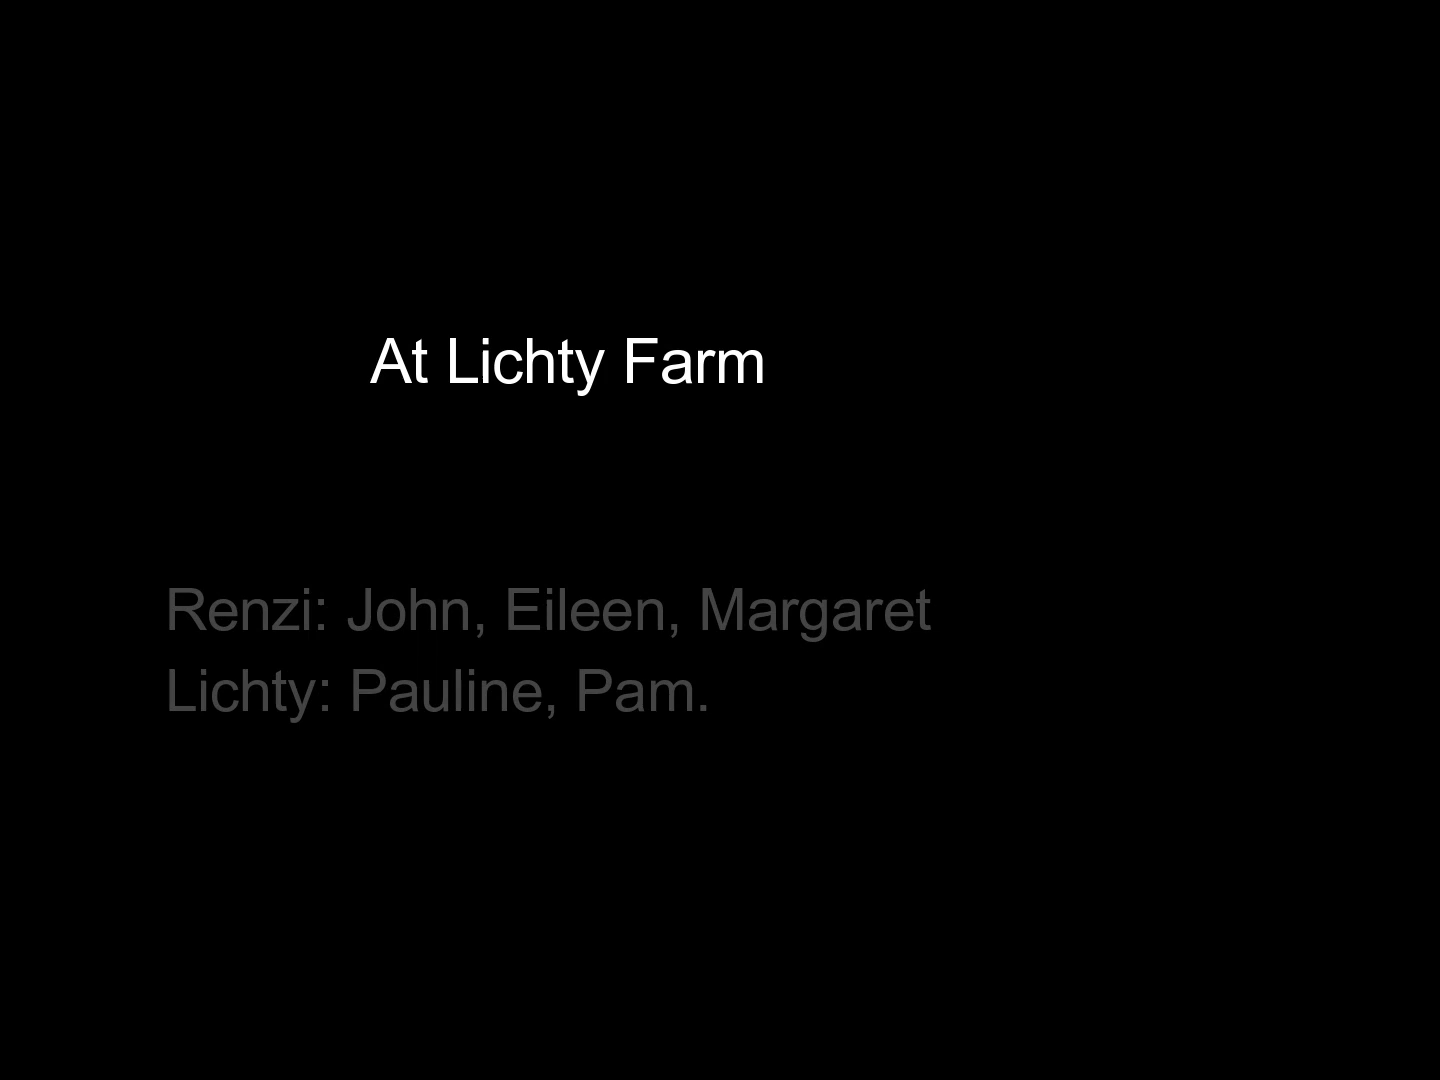 At Lichty Farm
Renzi: John, Eileen, Margaret
Lichty: Pauline, Pam.